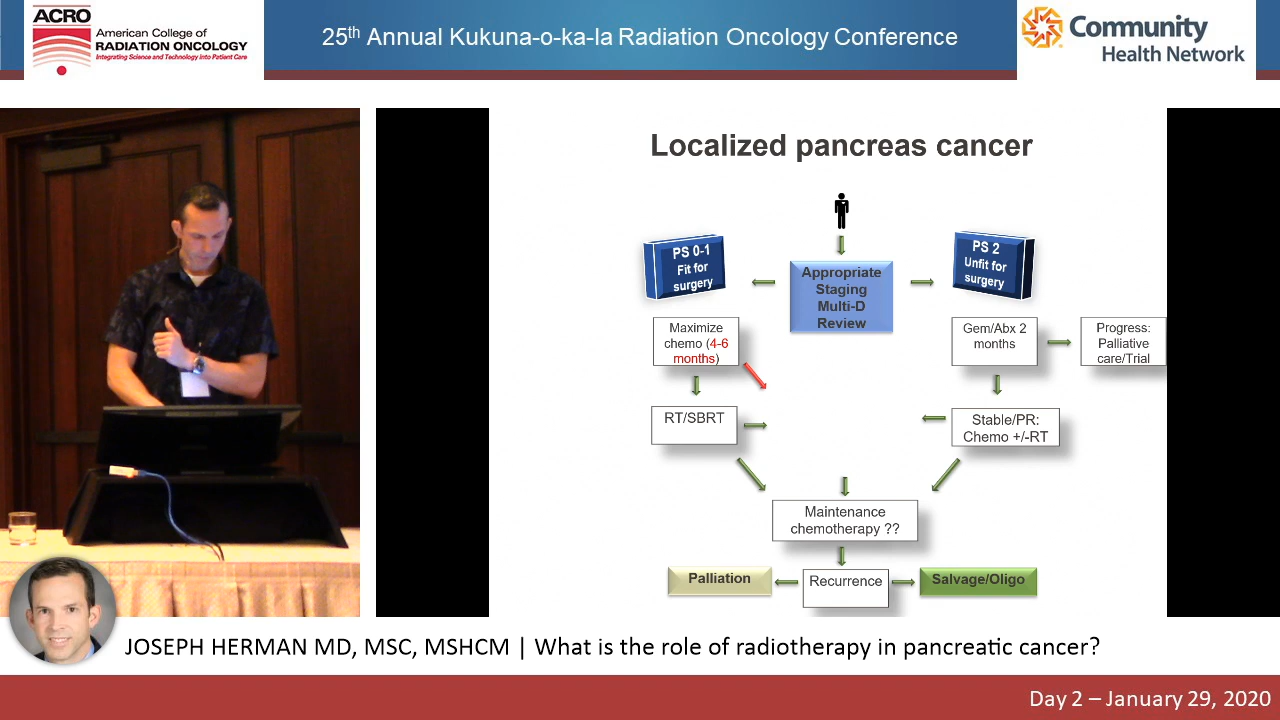 ACRO
American College of
RADIATION ONCOLOGY
Integrating Science and Technology Into Patient Care
25th Annual Kukuna-o-ka-la Radiation Oncology Conference
Community
Health Network
Localized pancreas cancer
PS 0-1
Fit for
surgery
Appropriate
Staging
Multi-D
Review
PS 2
Unfit for
surgery
Maximize
chemo (4-6
months)
Gem/Abx 2
months
Progress:
Palliative
care/Trial
RT/SBRT
Stable/PR:
Chemo +/-RT
Maintenance
chemotherapy ??
Palliation
Recurrence
Salvage/Oligo
JOSEPH HERMAN MD, MSC, MSHCM | What is the role of radiotherapy in pancreatic cancer?
Day 2 – January 29, 2020